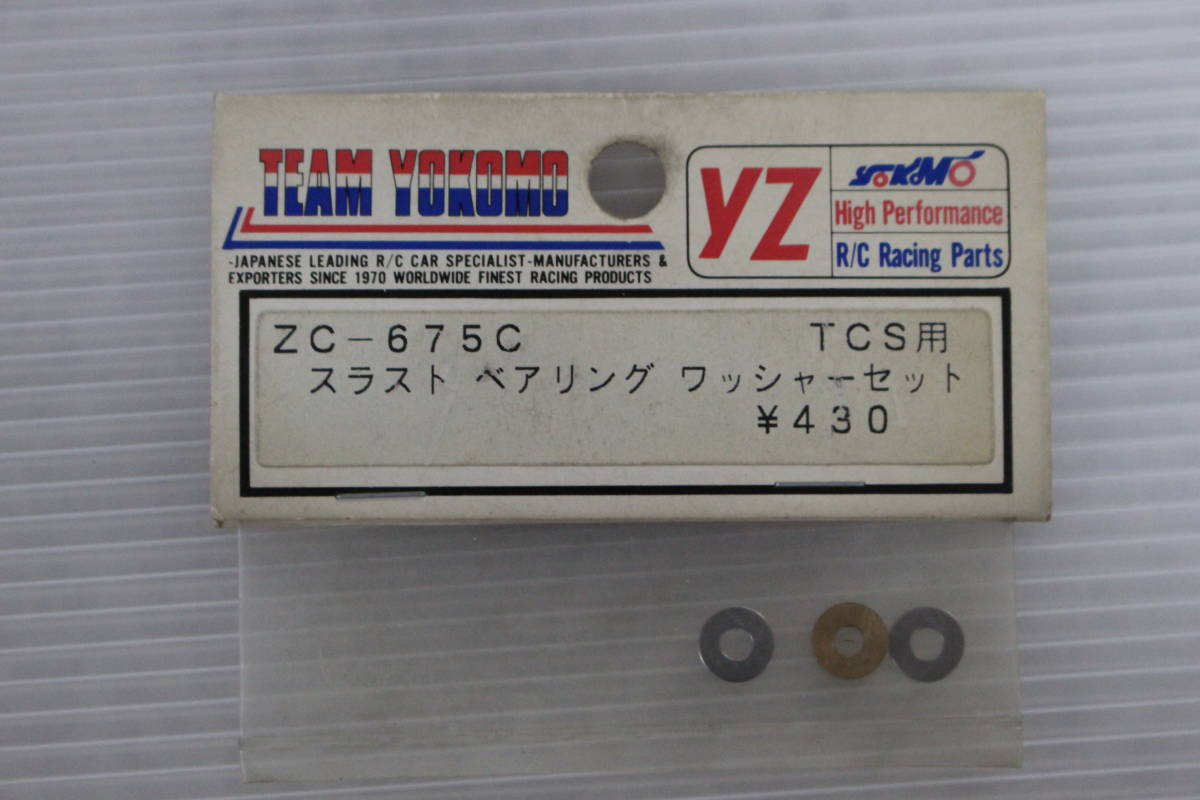 TEAM YOKOMO
-JAPANESE LEADING R/C CAR SPECIALIST-MANUFACTURERS &
EXPORTERS SINCE 1970 WORLDWIDE FINEST RACING PRODUCTS
YZ
YOKOMO
High Performance
R/C Racing Parts
ZC-675C TCS用
スラスト ベアリング ワッシャーセット
¥430